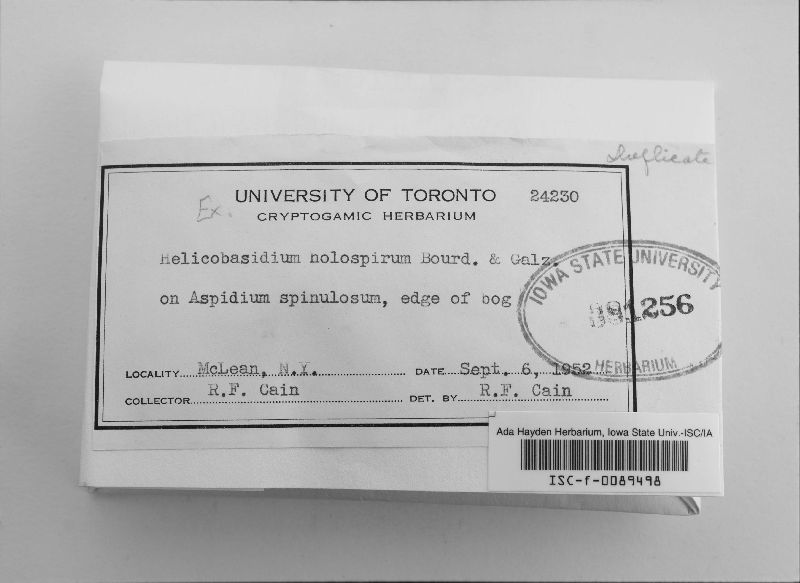 Duplicate
Ex.
UNIVERSITY OF TORONTO 24230
CRYPTOGAMIC HERBARIUM
Helicobasidium holospirum Bourd. & Galz.
on Aspidium spinulosum, edge of bog
IOWA STATE UNIVERSITY
391256
HERBARIUM
LOCALITY McLean, N.Y. DATE Sept. 6, 1952
COLLECTOR R.F. Cain DET. BY R.F. Cain
Ada Hayden Herbarium, Iowa State Univ.-ISC/IA
ISC-f-0089498